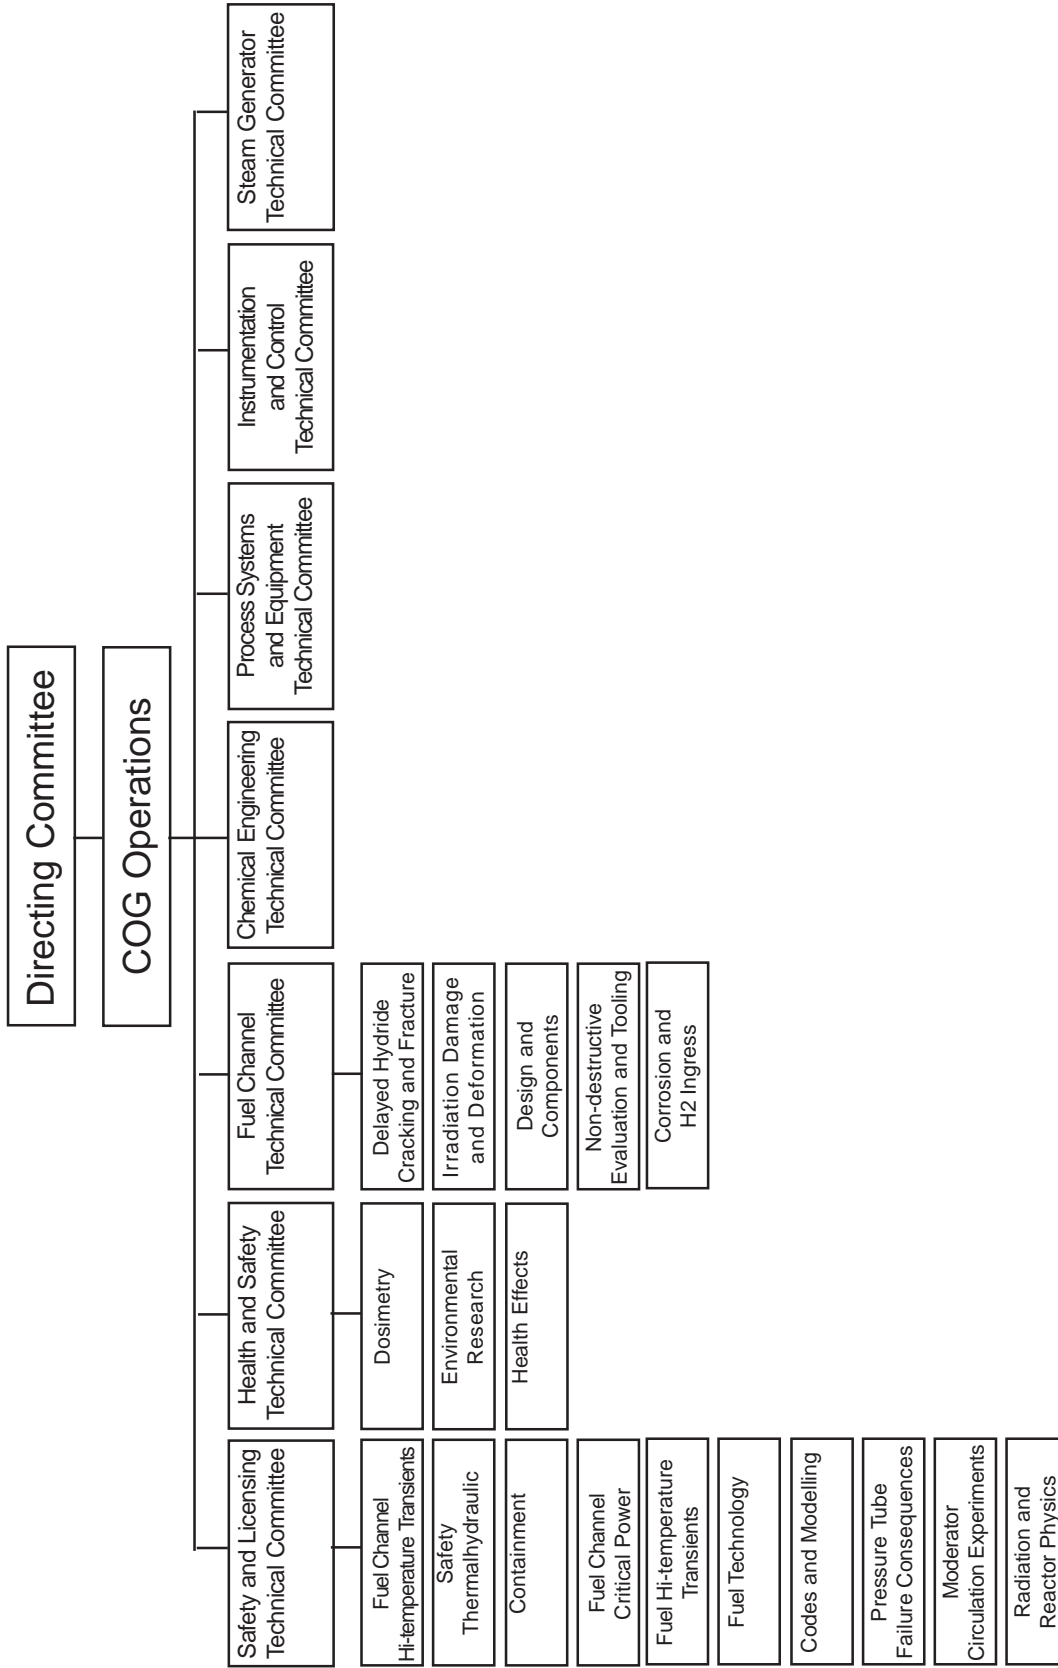 Directing Committee
COG Operations
Safety and Licensing
Technical Committee
Health and Safety
Technical Committee
Fuel Channel
Technical Committee
Chemical Engineering
Technical Committee
Process Systems
and Equipment
Technical Committee
Instrumentation
and Control
Technical Committee
Steam Generator
Technical Committee
Fuel Channel
Hi-temperature Transients
Safety
Thermalhydraulic
Containment
Fuel Channel
Critical Power
Fuel Hi-temperature
Transients
Fuel Technology
Codes and Modelling
Pressure Tube
Failure Consequences
Moderator
Circulation Experiments
Radiation and
Reactor Physics
Dosimetry
Environmental
Research
Health Effects
Delayed Hydride
Cracking and Fracture
Irradiation Damage
and Deformation
Design and
Components
Non-destructive
Evaluation and Tooling
Corrosion and
H2 Ingress